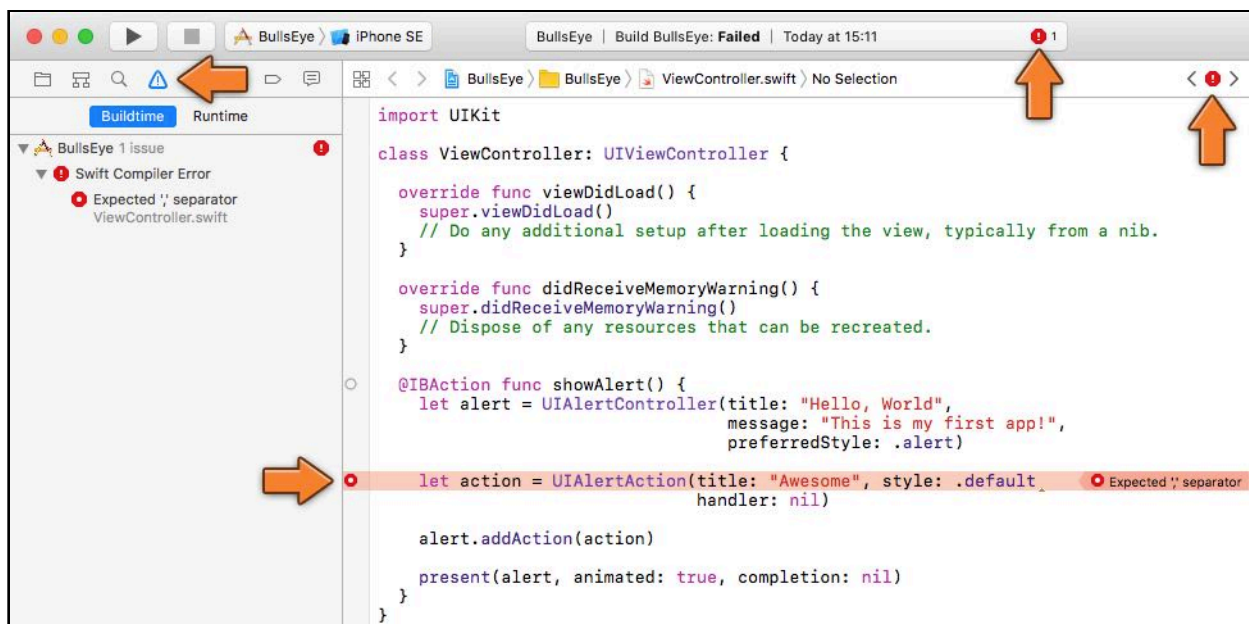 BullsEye iPhone SE BullsEye | Build BullsEye: Failed | Today at 15:11 1
BullsEye BullsEye ViewController.swift No Selection
Buildtime Runtime
BullsEye 1 issue
Swift Compiler Error
Expected ',' separator
ViewController.swift
import UIKit
class ViewController: UIViewController {
override func viewDidLoad() {
super.viewDidLoad()
// Do any additional setup after loading the view, typically from a nib.
}
override func didReceiveMemoryWarning() {
super.didReceiveMemoryWarning()
// Dispose of any resources that can be recreated.
}
@IBAction func showAlert() {
let alert = UIAlertController(title: "Hello, World",
message: "This is my first app!",
preferredStyle: .alert)
let action = UIAlertAction(title: "Awesome", style: .default Expected ',' separator
handler: nil)
alert.addAction(action)
present(alert, animated: true, completion: nil)
}
}